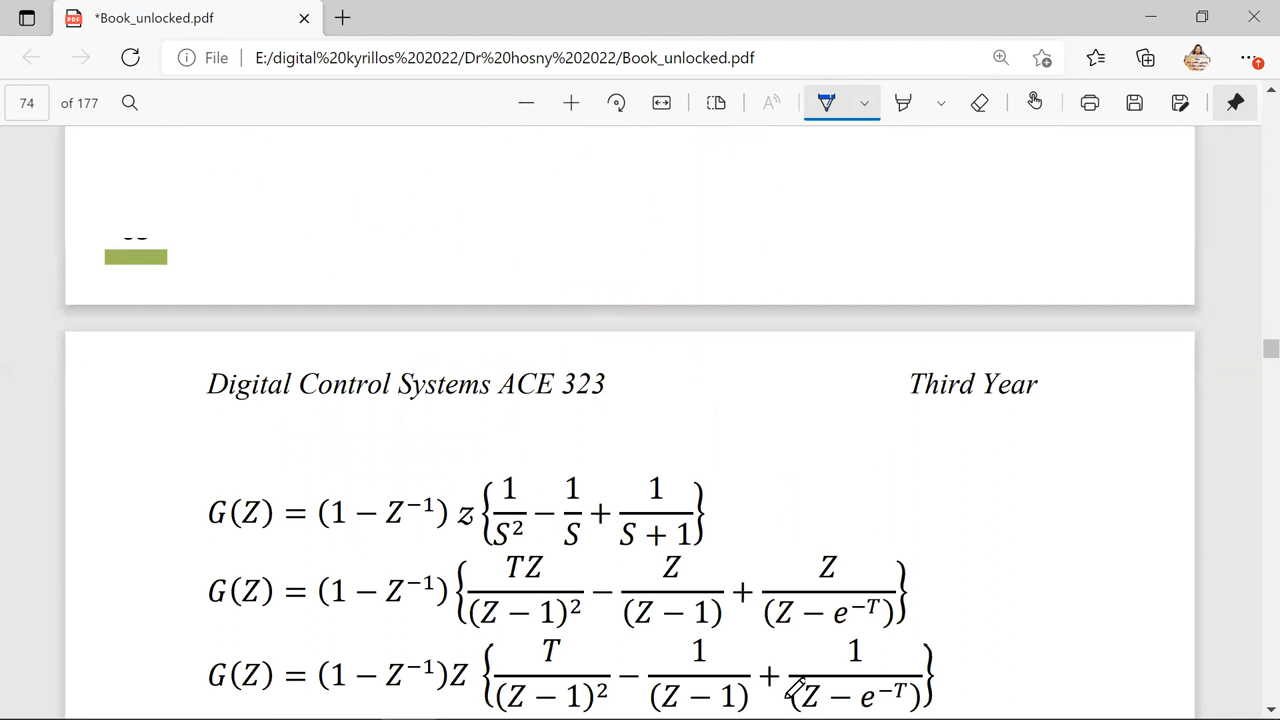 *Book_unlocked.pdf
File E:/digital%20kyrillos%202022/Dr%20hosny%202022/Book_unlocked.pdf
74 of 177
Digital Control Systems ACE 323 Third Year
G(Z) = (1 − Z⁻¹) z {1/S² − 1/S + 1/(S + 1)}
G(Z) = (1 − Z⁻¹) {TZ/(Z − 1)² − Z/(Z − 1) + Z/(Z − e⁻ᵀ)}
G(Z) = (1 − Z⁻¹)Z {T/(Z − 1)² − 1/(Z − 1) + 1/(Z − e⁻ᵀ)}